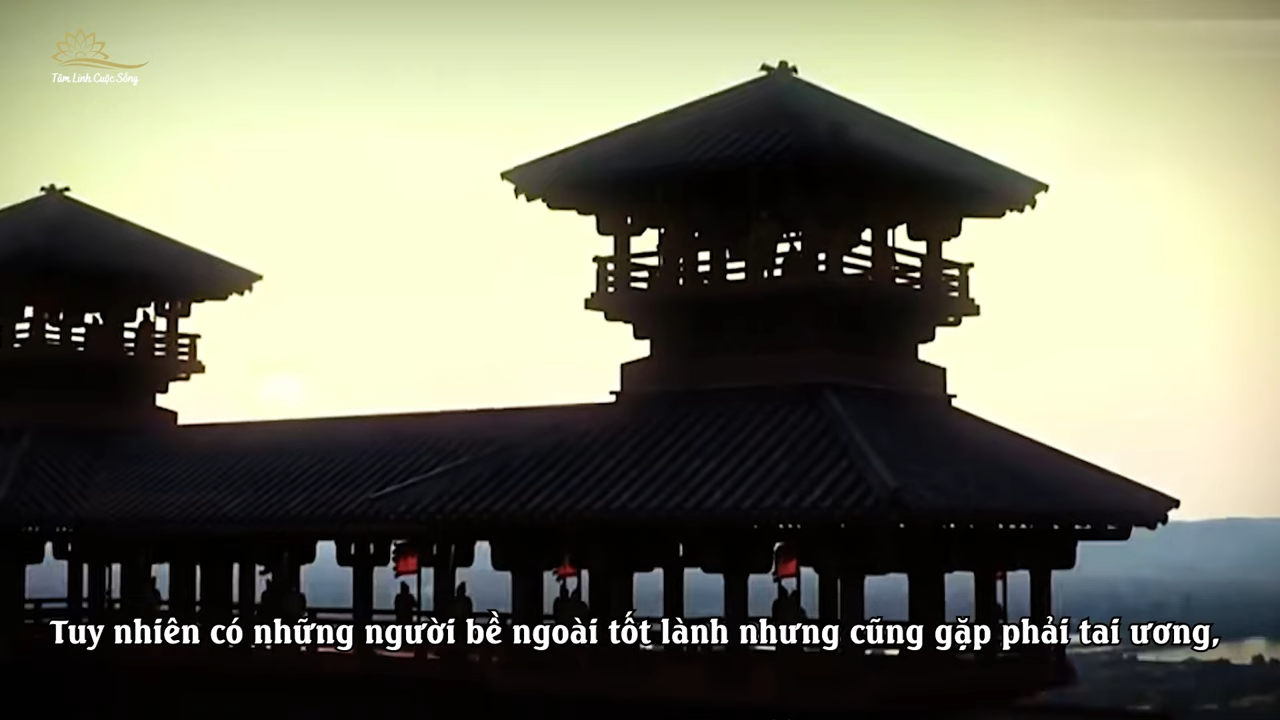 Tâm Linh Cuộc Sống
Tuy nhiên có những người bề ngoài tốt lành nhưng cũng gặp phải tai ương,